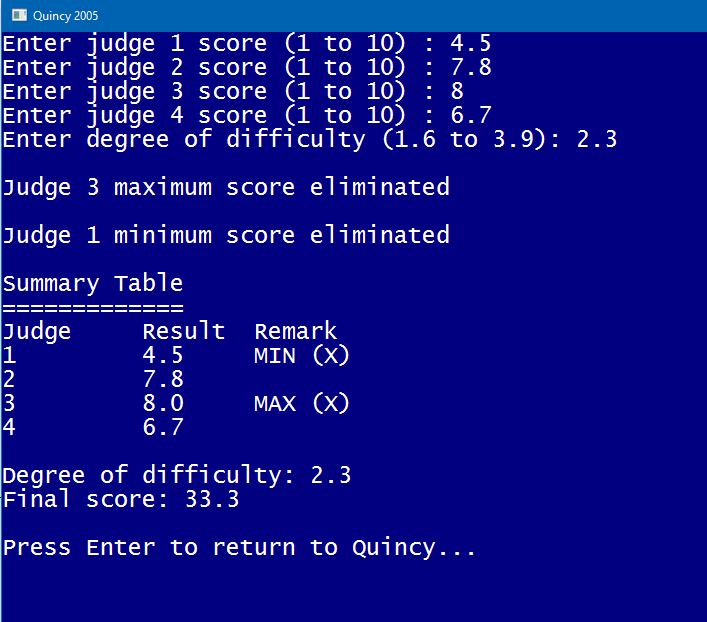 Quincy 2005
Enter judge 1 score (1 to 10) : 4.5
Enter judge 2 score (1 to 10) : 7.8
Enter judge 3 score (1 to 10) : 8
Enter judge 4 score (1 to 10) : 6.7
Enter degree of difficulty (1.6 to 3.9): 2.3
Judge 3 maximum score eliminated
Judge 1 minimum score eliminated
Summary Table
=============
Judge     Result  Remark
1         4.5     MIN (X)
2         7.8
3         8.0     MAX (X)
4         6.7
Degree of difficulty: 2.3
Final score: 33.3
Press Enter to return to Quincy...